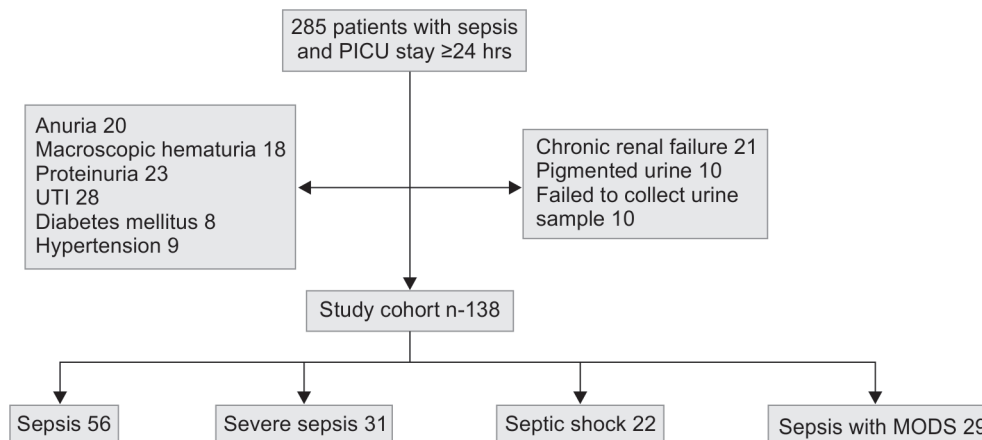 285 patients with sepsis
and PICU stay ≥24 hrs
Anuria 20
Macroscopic hematuria 18
Proteinuria 23
UTI 28
Diabetes mellitus 8
Hypertension 9
Chronic renal failure 21
Pigmented urine 10
Failed to collect urine
sample 10
Study cohort n-138
Sepsis 56
Severe sepsis 31
Septic shock 22
Sepsis with MODS 29